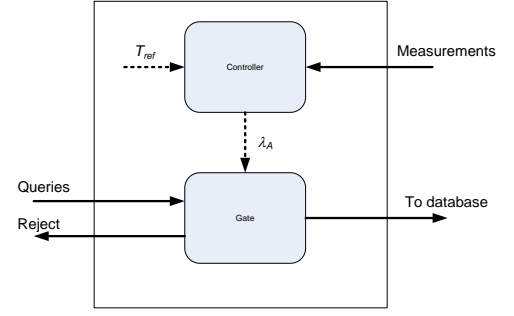 T_ref
Controller
Measurements
λ_A
Queries
Gate
To database
Reject